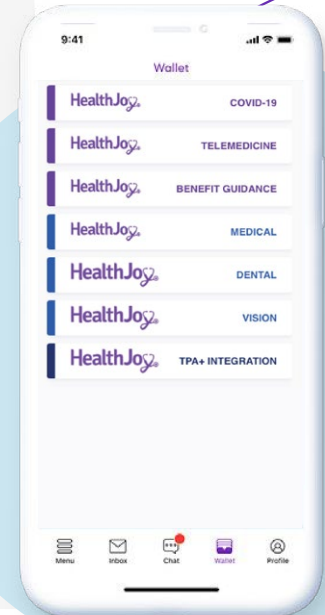 9:41
Wallet
HealthJoy. COVID-19
HealthJoy. TELEMEDICINE
HealthJoy. BENEFIT GUIDANCE
HealthJoy. MEDICAL
HealthJoy. DENTAL
HealthJoy. VISION
HealthJoy. TPA+ INTEGRATION
Menu Inbox Chat Wallet Profile